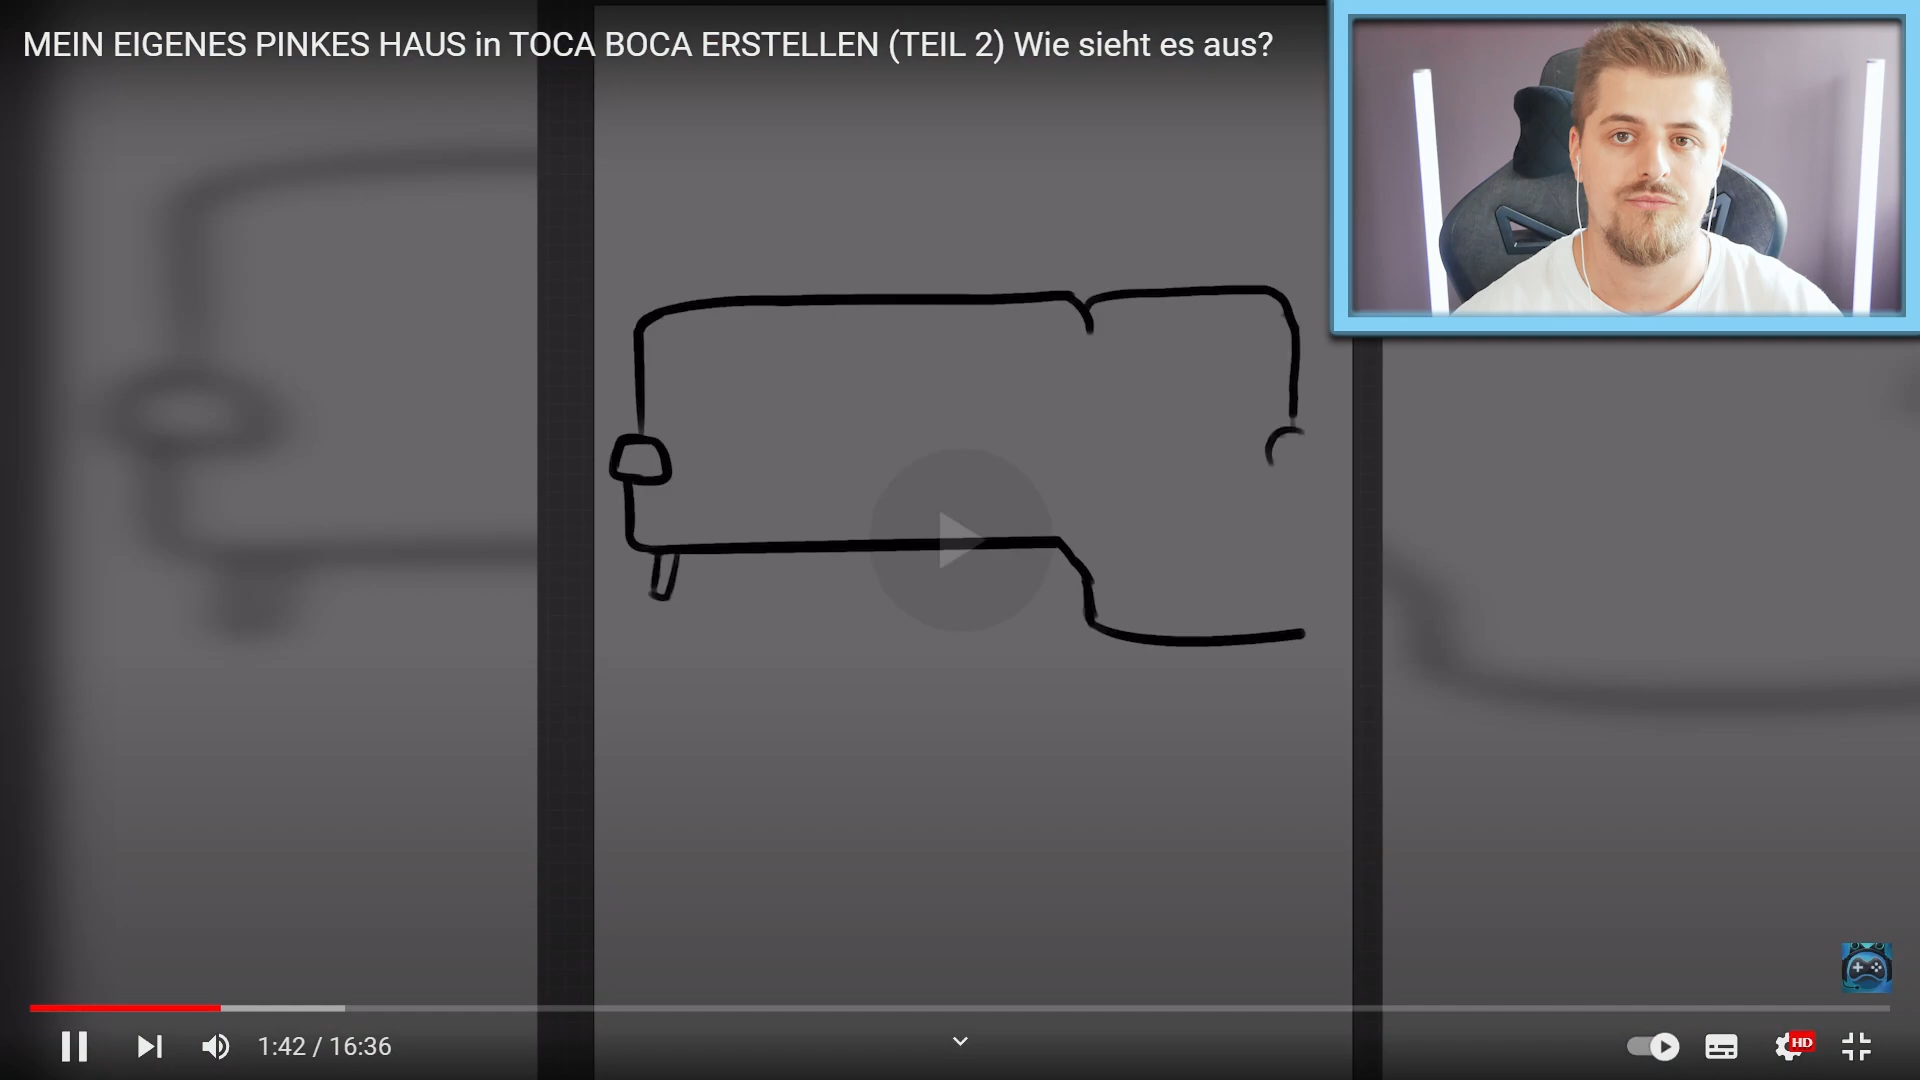 MEIN EIGENES PINKES HAUS in TOCA BOCA ERSTELLEN (TEIL 2) Wie sieht es aus?
1:42 / 16:36
HD